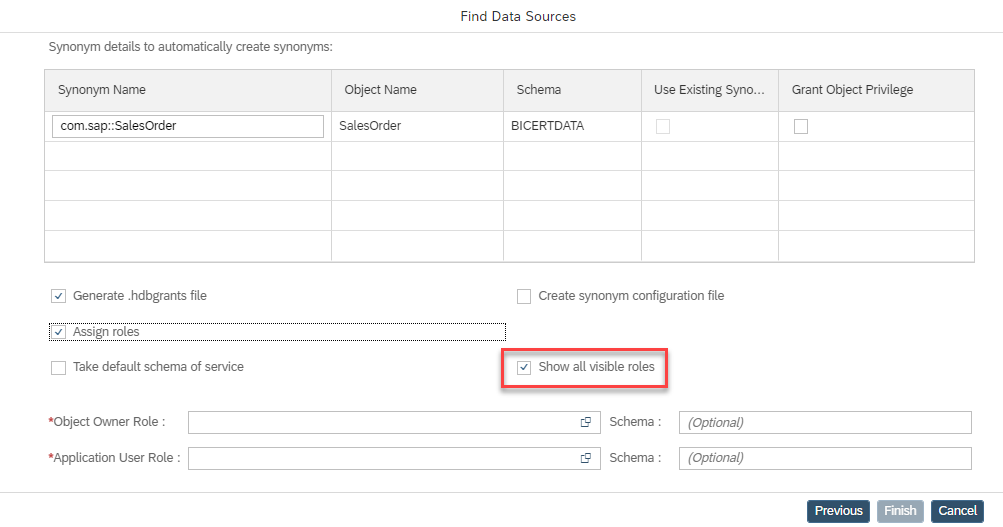 Find Data Sources
Synonym details to automatically create synonyms:
Synonym Name Object Name Schema Use Existing Syno... Grant Object Privilege
com.sap::SalesOrder SalesOrder BICERTDATA
Generate .hdbgrants file Create synonym configuration file
Assign roles
Take default schema of service Show all visible roles
*Object Owner Role : Schema : (Optional)
*Application User Role : Schema : (Optional)
Previous Finish Cancel